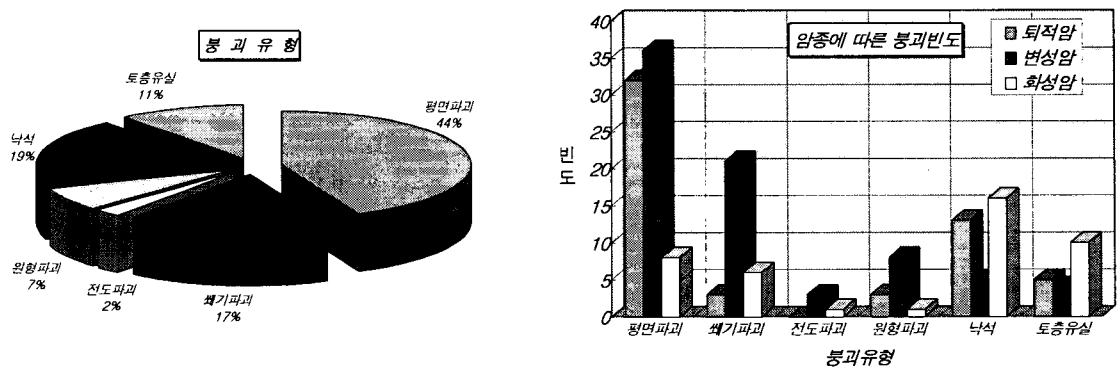 붕 괴 유 형
토층유실
11%
평면파괴
44%
낙석
19%
원형파괴
7%
전도파괴
2%
쐐기파괴
17%
암종에 따른 붕괴빈도
퇴적암
변성암
화성암
빈도
40
35
30
25
20
15
10
5
0
평면파괴 쐐기파괴 전도파괴 원형파괴 낙석 토층유실
붕괴유형